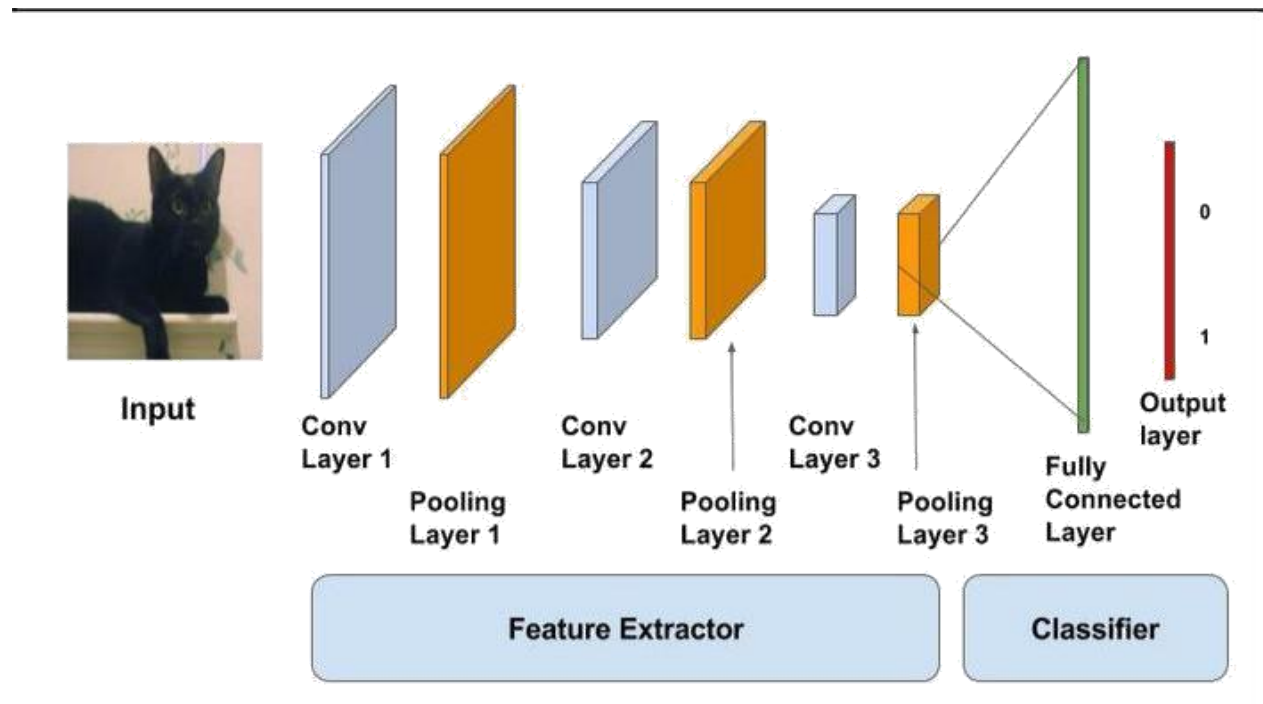 Input
Conv
Layer 1
Pooling
Layer 1
Conv
Layer 2
Pooling
Layer 2
Conv
Layer 3
Pooling
Layer 3
Fully
Connected
Layer
0
1
Output
layer
Feature Extractor
Classifier